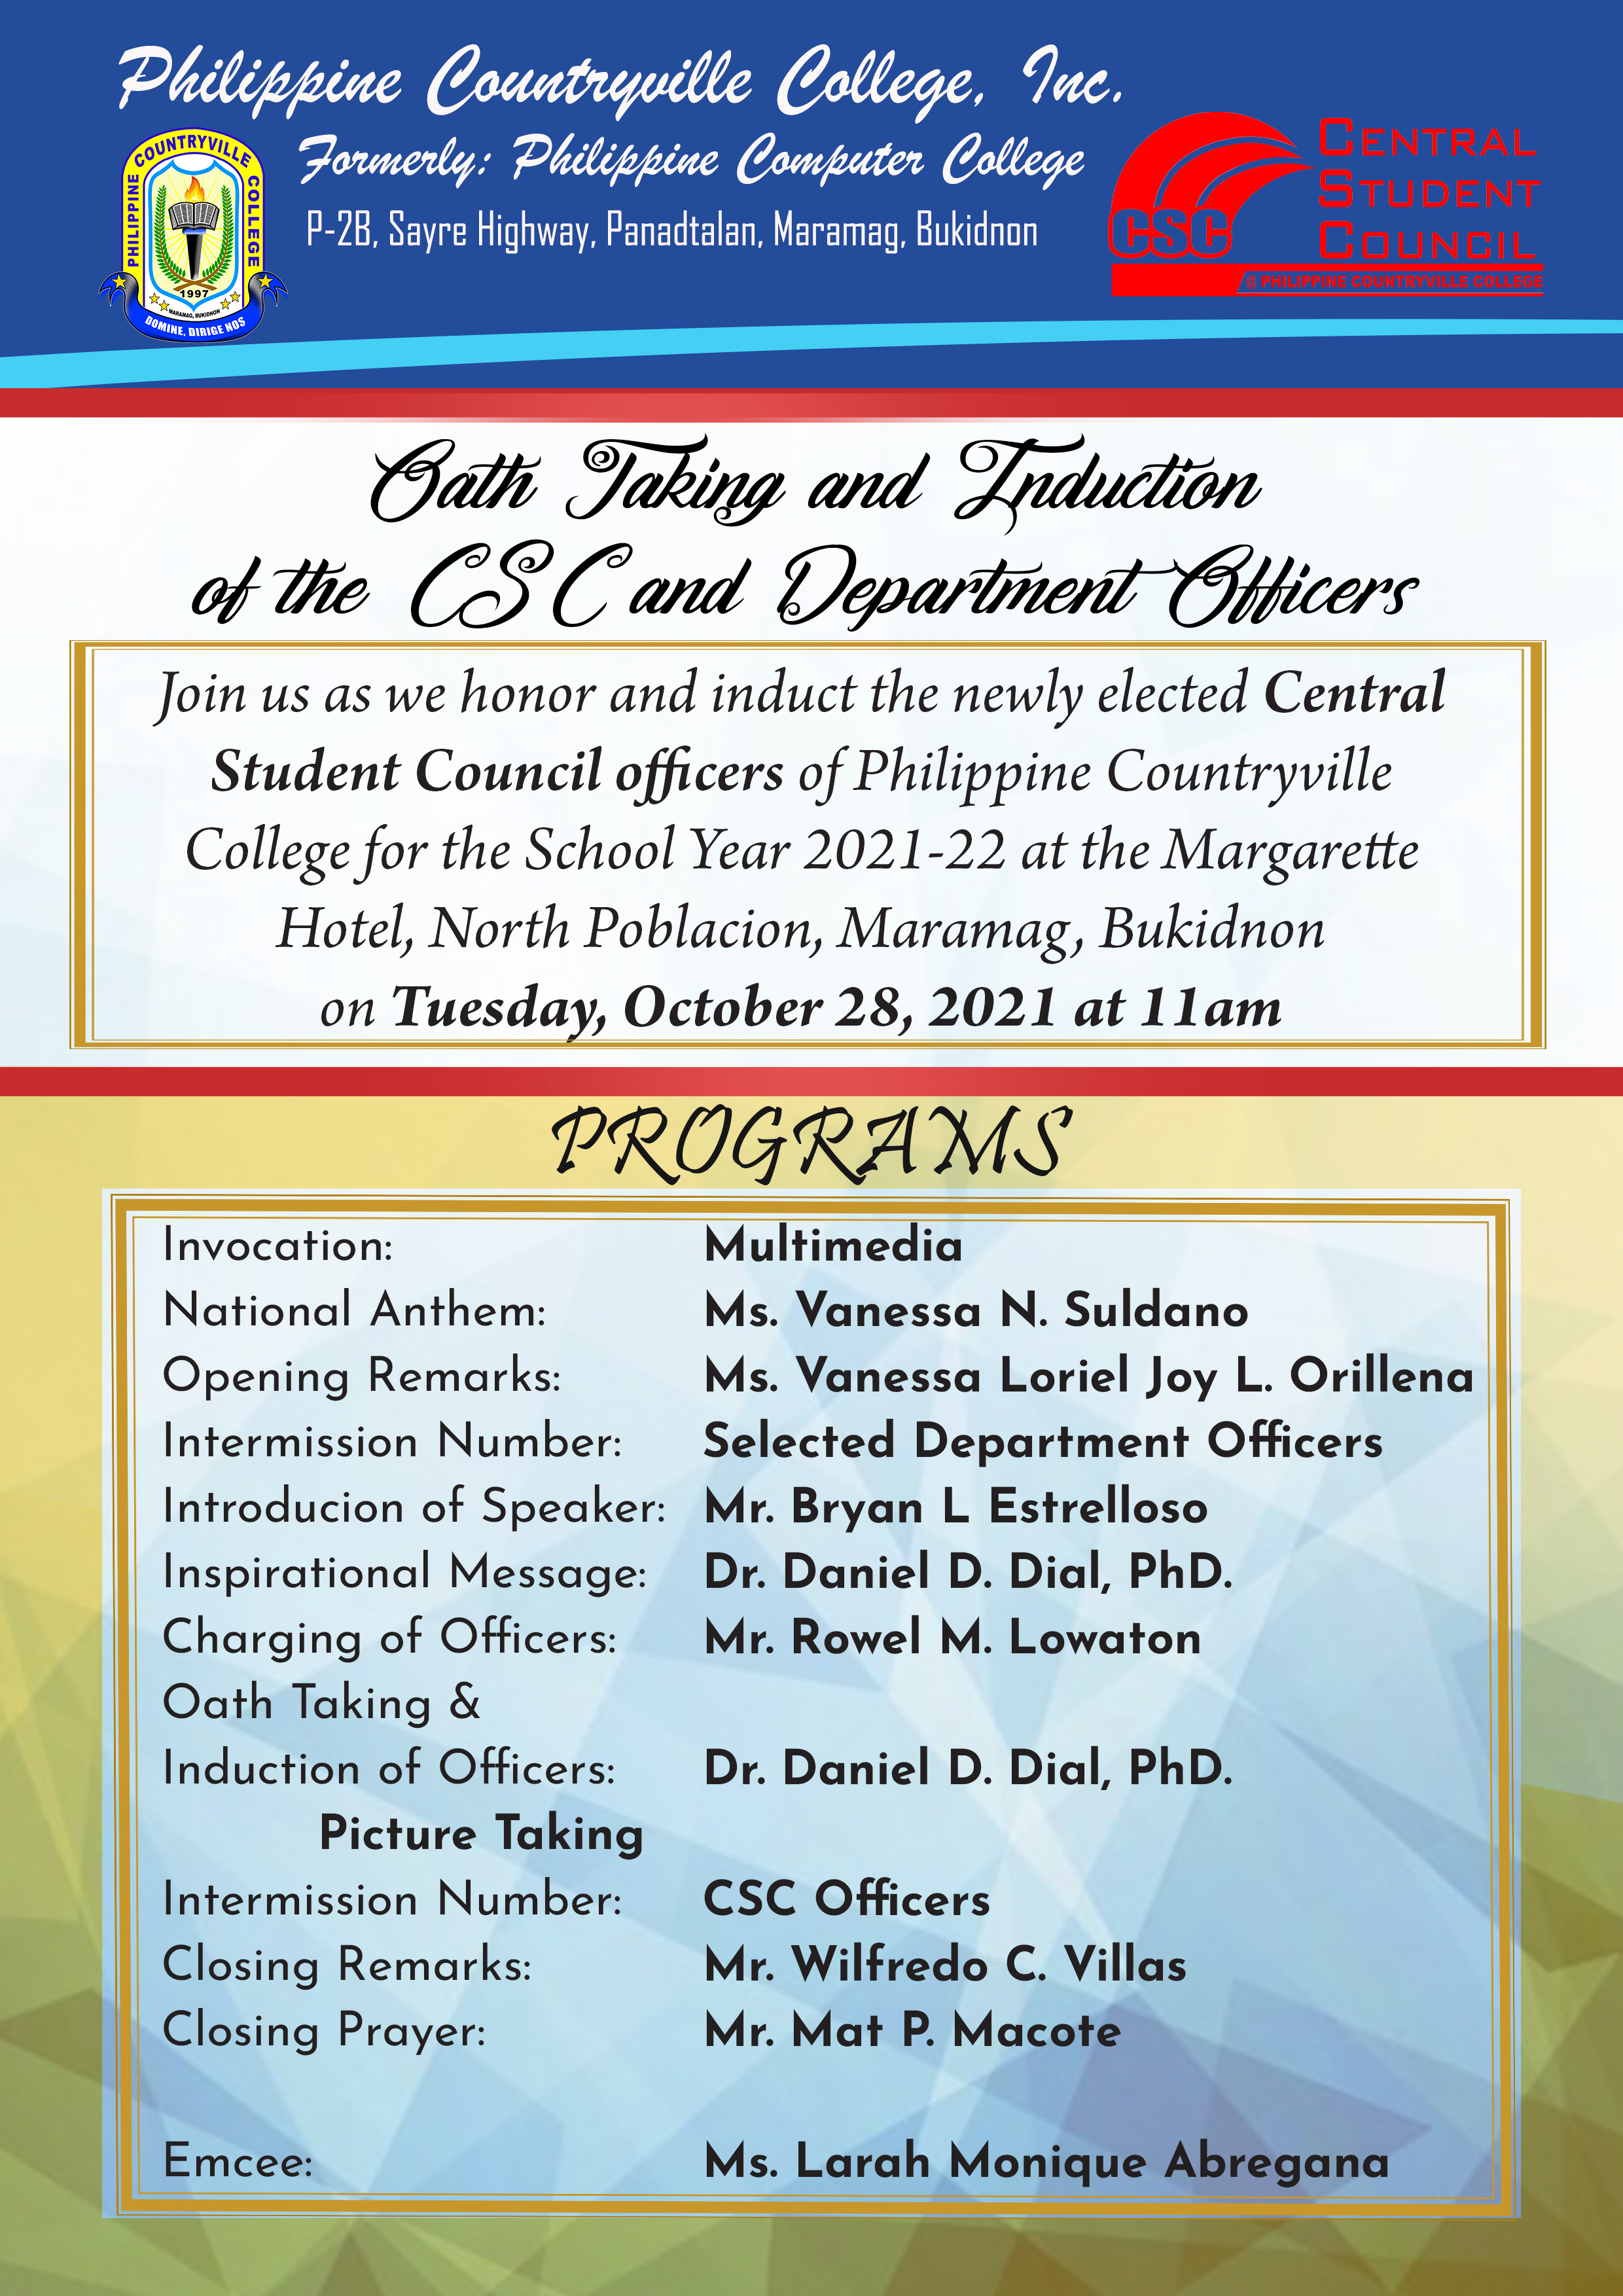 Philippine Countryville College, Inc.
Formerly: Philippine Computer College
P-2B, Sayre Highway, Panadtalan, Maramag, Bukidnon
PHILIPPINE COUNTRYVILLE COLLEGE
1997
MARAMAG, BUKIDNON
DOMINE, DIRIGE NOS
CSC
CENTRAL
STUDENT
COUNCIL
@ PHILIPPINE COUNTRYVILLE COLLEGE
Oath Taking and Induction
of the CSC and Department Officers
Join us as we honor and induct the newly elected Central
Student Council officers of Philippine Countryville
College for the School Year 2021-22 at the Margarette
Hotel, North Poblacion, Maramag, Bukidnon
on Tuesday, October 28, 2021 at 11am
PROGRAMS
Invocation: Multimedia
National Anthem: Ms. Vanessa N. Suldano
Opening Remarks: Ms. Vanessa Loriel Joy L. Orillena
Intermission Number: Selected Department Officers
Introducion of Speaker: Mr. Bryan L Estrelloso
Inspirational Message: Dr. Daniel D. Dial, PhD.
Charging of Officers: Mr. Rowel M. Lowaton
Oath Taking &
Induction of Officers: Dr. Daniel D. Dial, PhD.
Picture Taking
Intermission Number: CSC Officers
Closing Remarks: Mr. Wilfredo C. Villas
Closing Prayer: Mr. Mat P. Macote
Emcee: Ms. Larah Monique Abregana